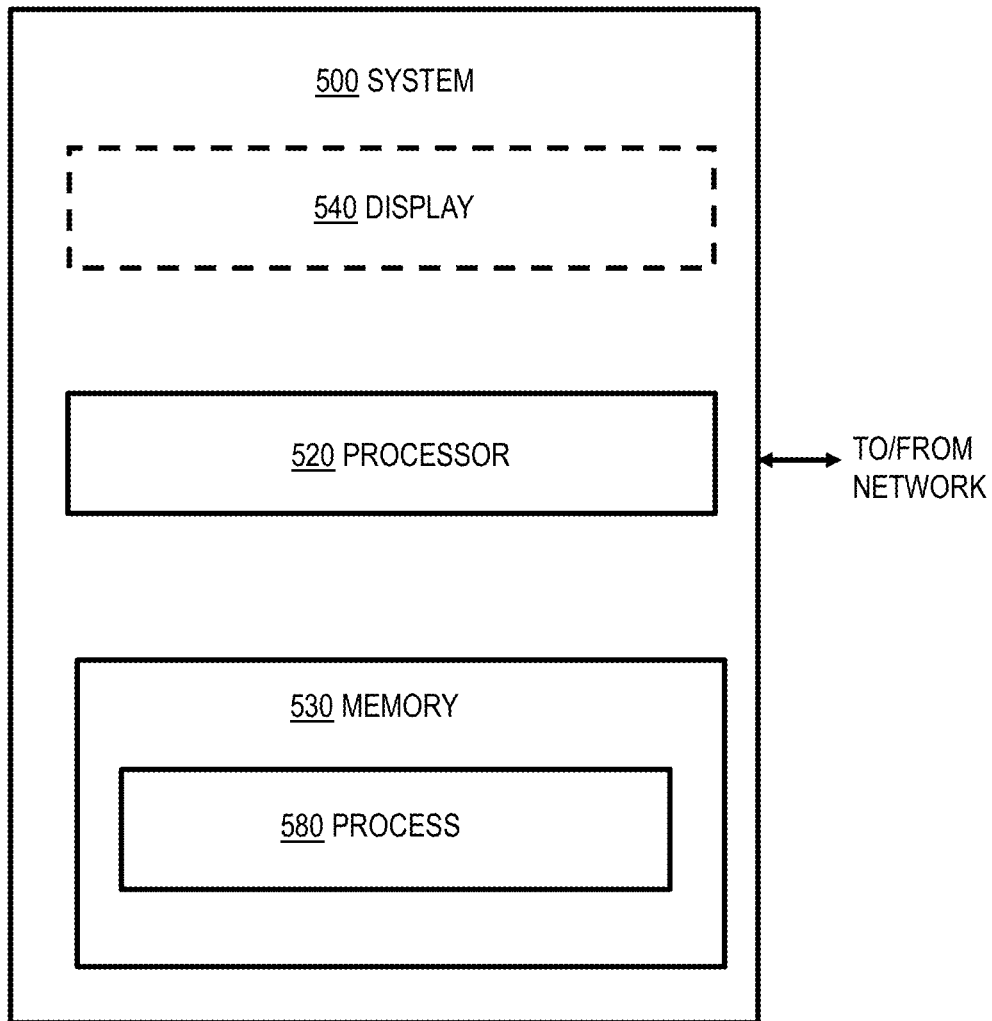 500 SYSTEM
540 DISPLAY
520 PROCESSOR
TO/FROM
NETWORK
530 MEMORY
580 PROCESS